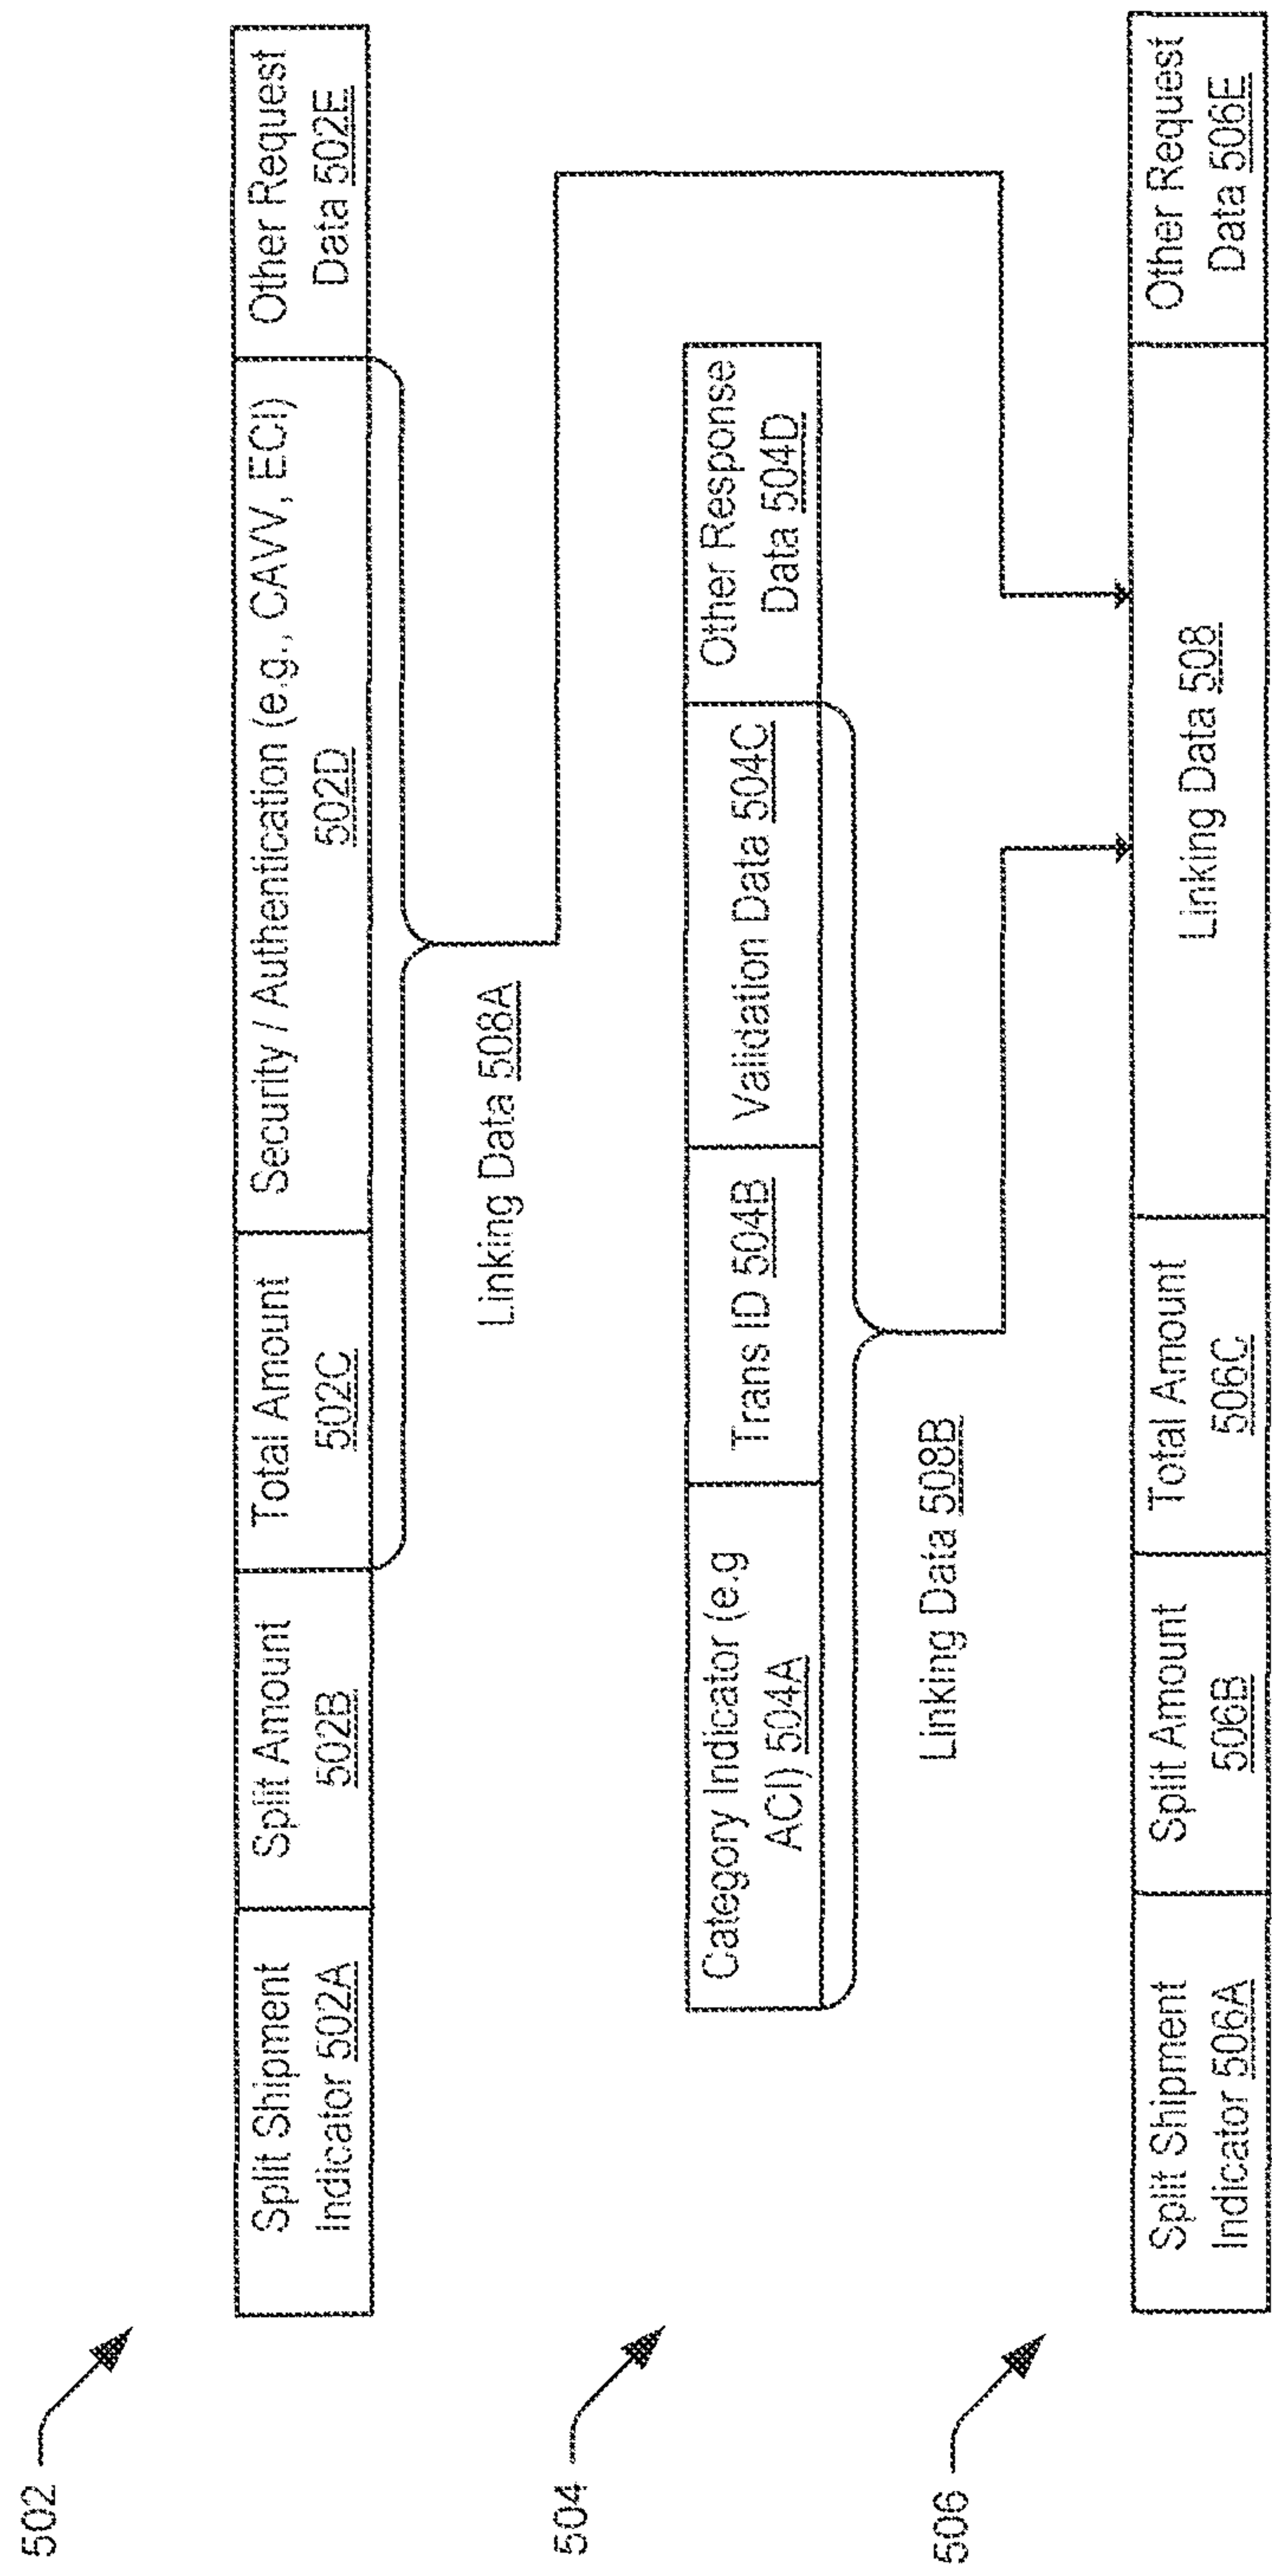 502
Split Shipment
Indicator 502A
Split Amount
502B
Total Amount
502C
Security / Authentication (e.g., CAVV, ECI)
502D
Other Request
Data 502E
Linking Data 508A
504
Category Indicator (e.g
ACI) 504A
Trans ID 504B
Validation Data 504C
Other Response
Data 504D
Linking Data 508B
506
Split Shipment
Indicator 506A
Split Amount
506B
Total Amount
506C
Linking Data 508
Other Request
Data 506E